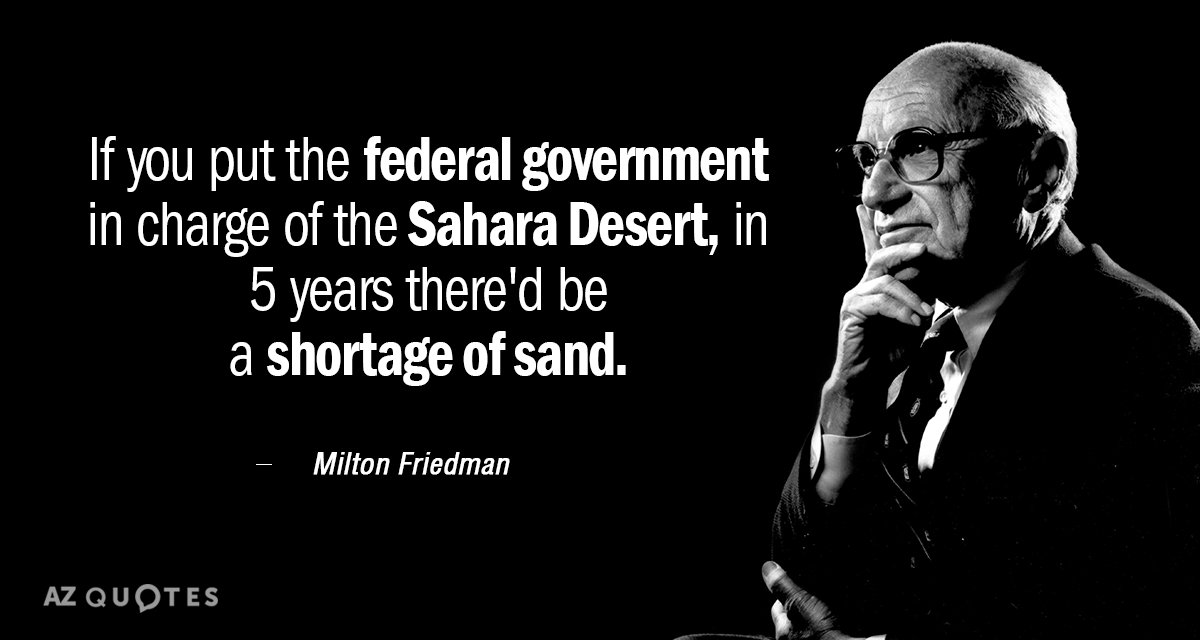 If you put the federal government
in charge of the Sahara Desert, in
5 years there'd be
a shortage of sand.
– Milton Friedman
AZ QUOTES